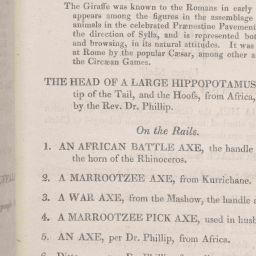 The Giraffe was known to the Romans in early
appears among the figures in the assemblage
animals in the celebrated Prænestine Pavement
the direction of Sylla, and is represented bot
and browsing, in its natural attitudes. It was
at Rome by the popular Cæsar, among other a
the Circæan Games.
THE HEAD OF A LARGE HIPPOPOTAMUS
tip of the Tail, and the Hoofs, from Africa,
by the Rev. Dr. Phillip.
On the Rails.
1. AN AFRICAN BATTLE AXE, the handle
the horn of the Rhinoceros.
2. A MARROOTZEE AXE, from Kurrichane.
3. A WAR AXE, from the Mashow, the handle
4. A MARROOTZEE PICK AXE, used in husb
5. AN AXE, per Dr. Phillip, from Africa.